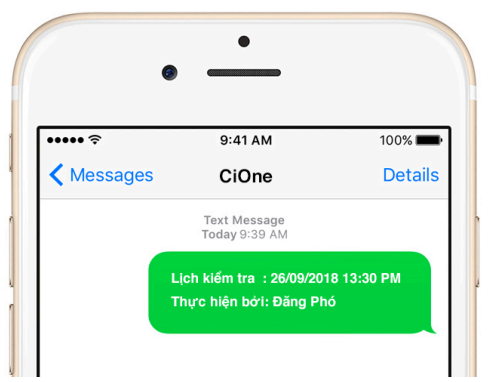 9:41 AM
100%
Messages
CiOne
Details
Text Message
Today 9:39 AM
Lịch kiểm tra : 26/09/2018 13:30 PM
Thực hiện bởi: Đăng Phó